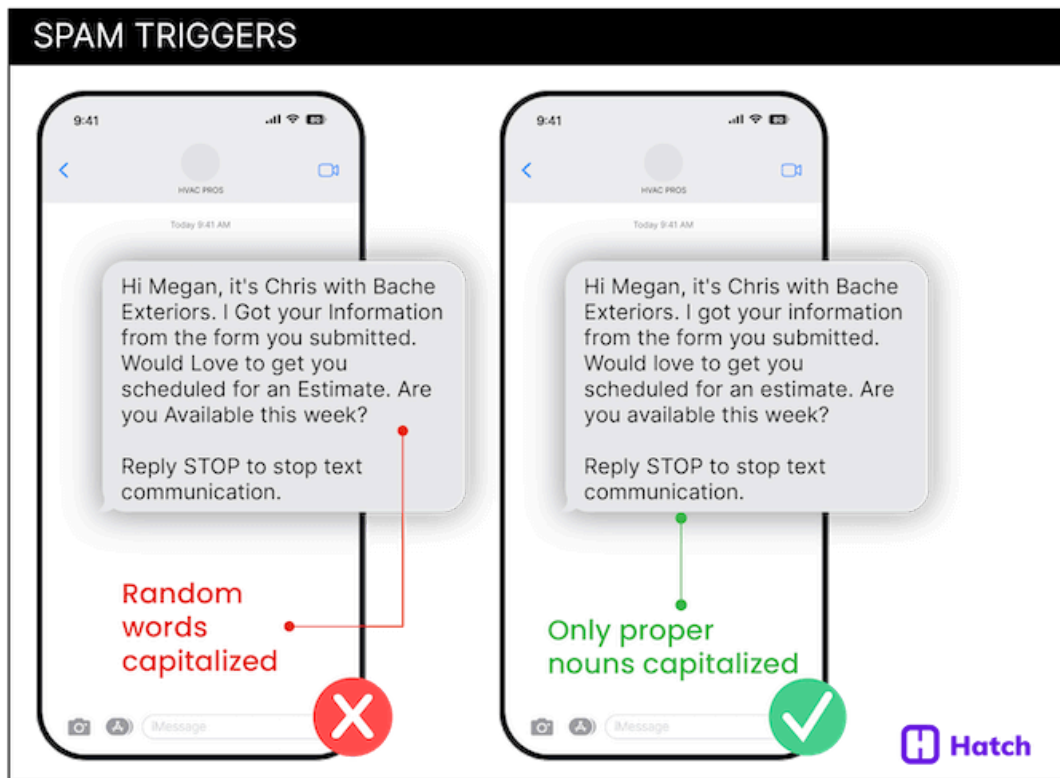 SPAM TRIGGERS
9:41
80
HVAC PROS
Today 9:41 AM
Hi Megan, it's Chris with Bache
Exteriors. I Got your Information
from the form you submitted.
Would Love to get you
scheduled for an Estimate. Are
you Available this week?
Reply STOP to stop text
communication.
Random
words
capitalized
iMessage
9:41
80
HVAC PROS
Today 9:41 AM
Hi Megan, it's Chris with Bache
Exteriors. I got your information
from the form you submitted.
Would love to get you
scheduled for an estimate. Are
you available this week?
Reply STOP to stop text
communication.
Only proper
nouns capitalized
iMessage
Hatch